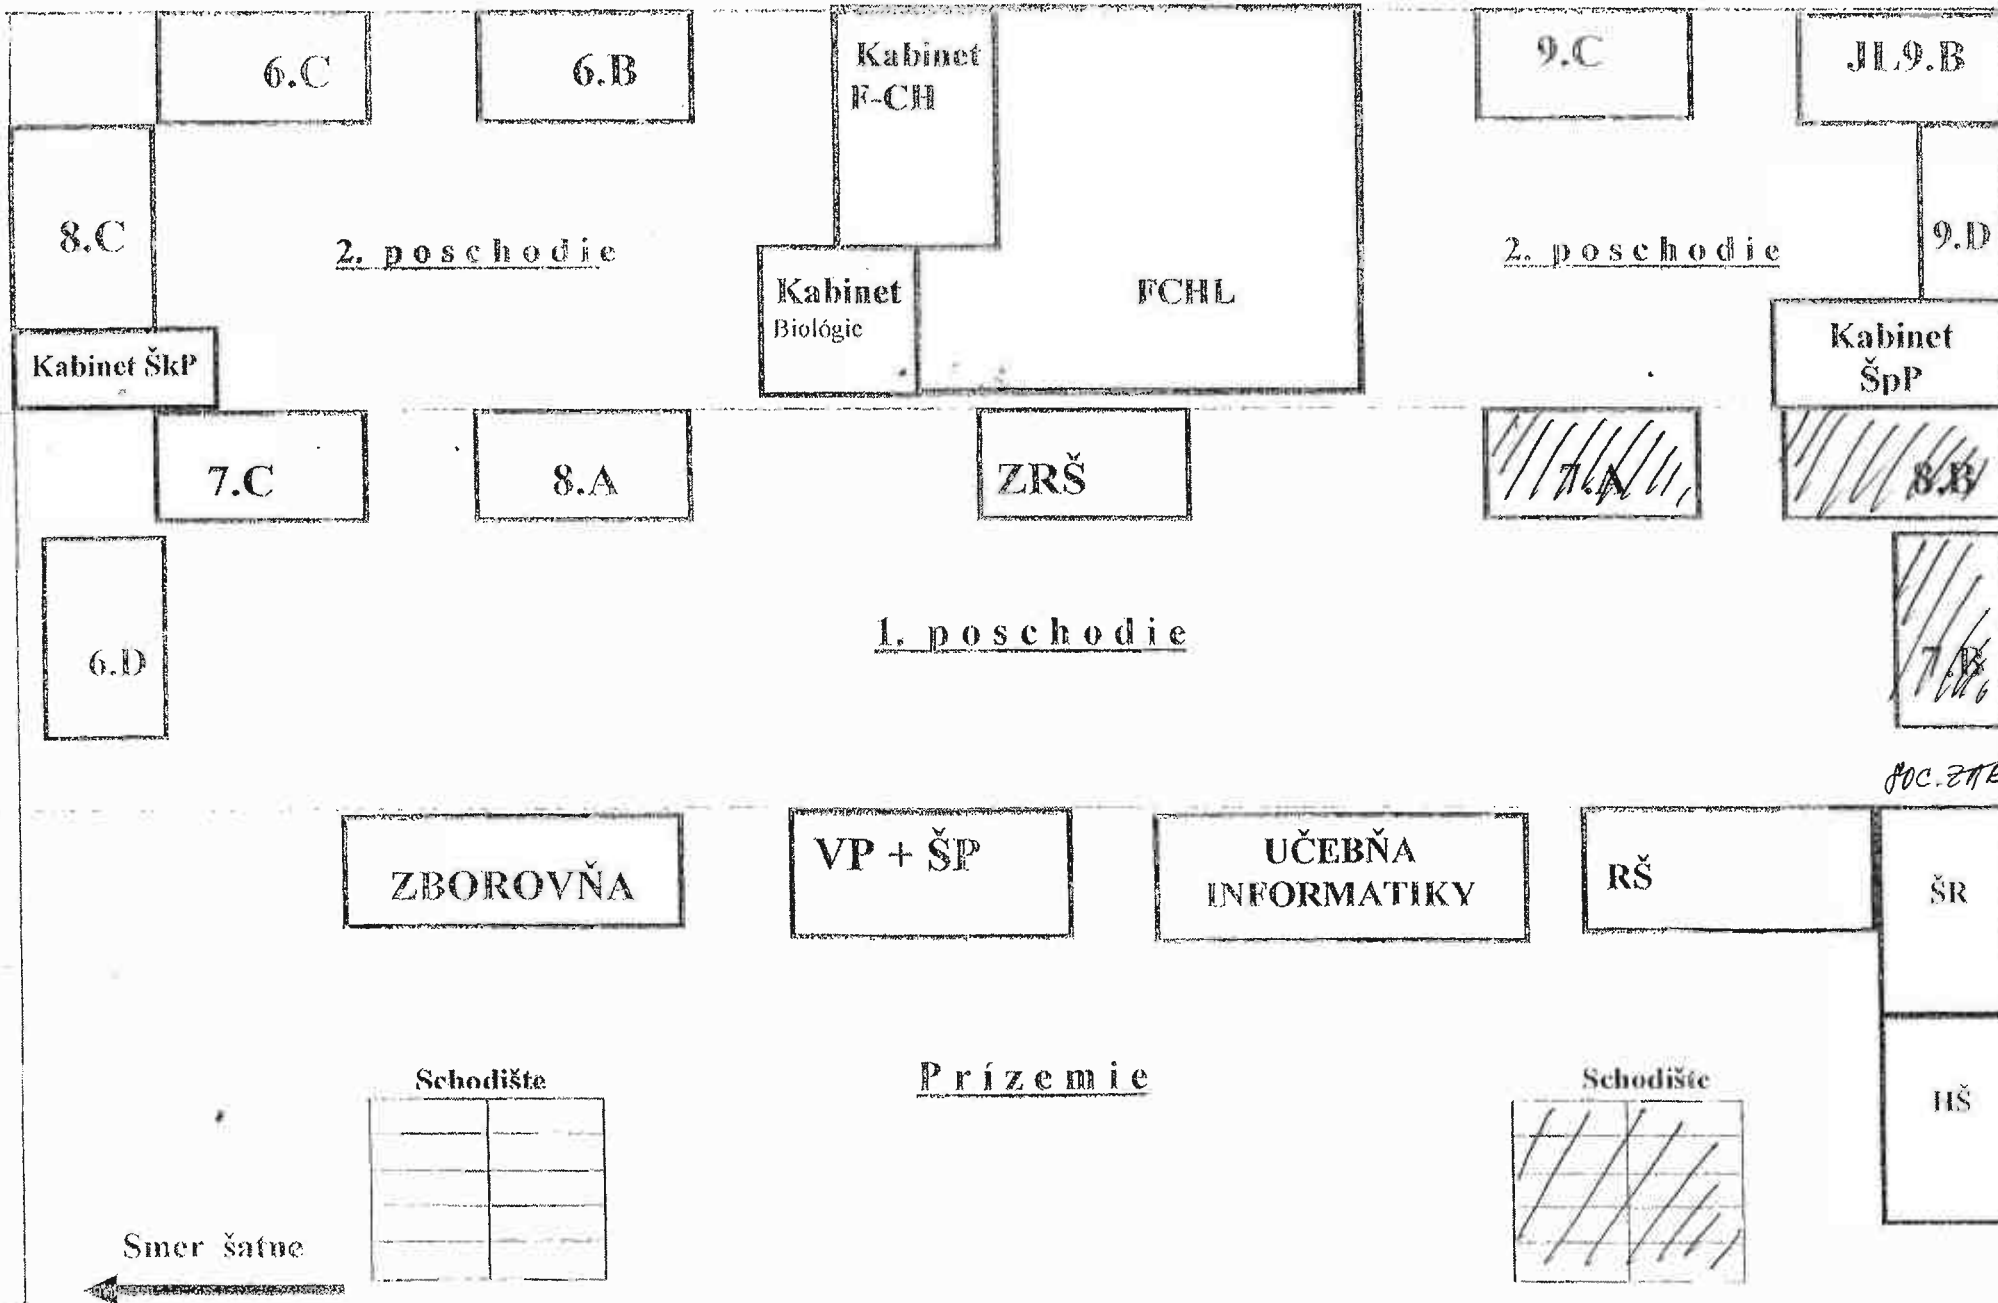 6.C
6.B
Kabinet
F-CH
9.C
JL9.B
8.C
2. poschodie
Kabinet
Biológie
FCHL
2. poschodie
9.D
Kabinet ŠkP
Kabinet
ŠpP
7.C
8.A
ZRŠ
7.A
8.B
6.D
1. poschodie
7.B
SOC.ZAR
ZBOROVŇA
VP + ŠP
UČEBŇA
INFORMATIKY
RŠ
ŠR
Schodište
Prízemie
Schodište
HŠ
Smer šatne